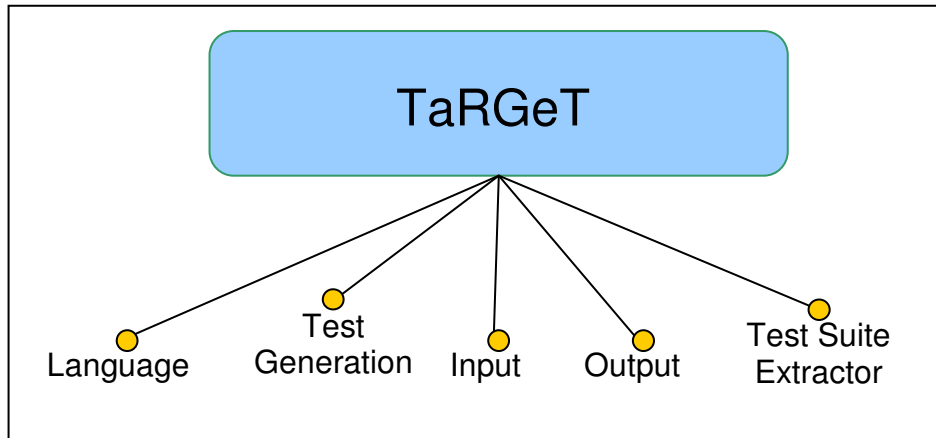 TaRGeT
Language
Test
Generation
Input
Output
Test Suite
Extractor